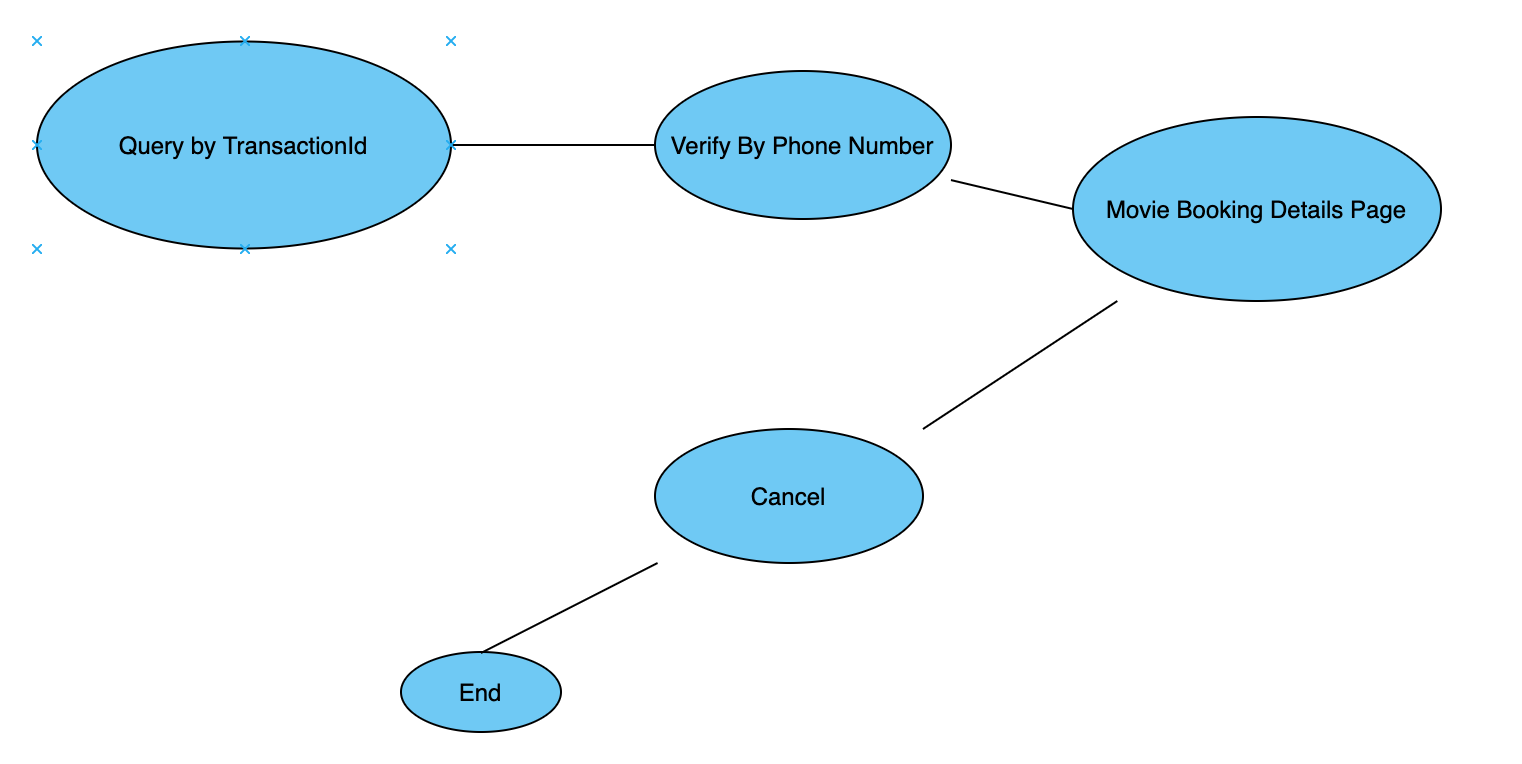 Query by TransactionId
Verify By Phone Number
Movie Booking Details Page
Cancel
End